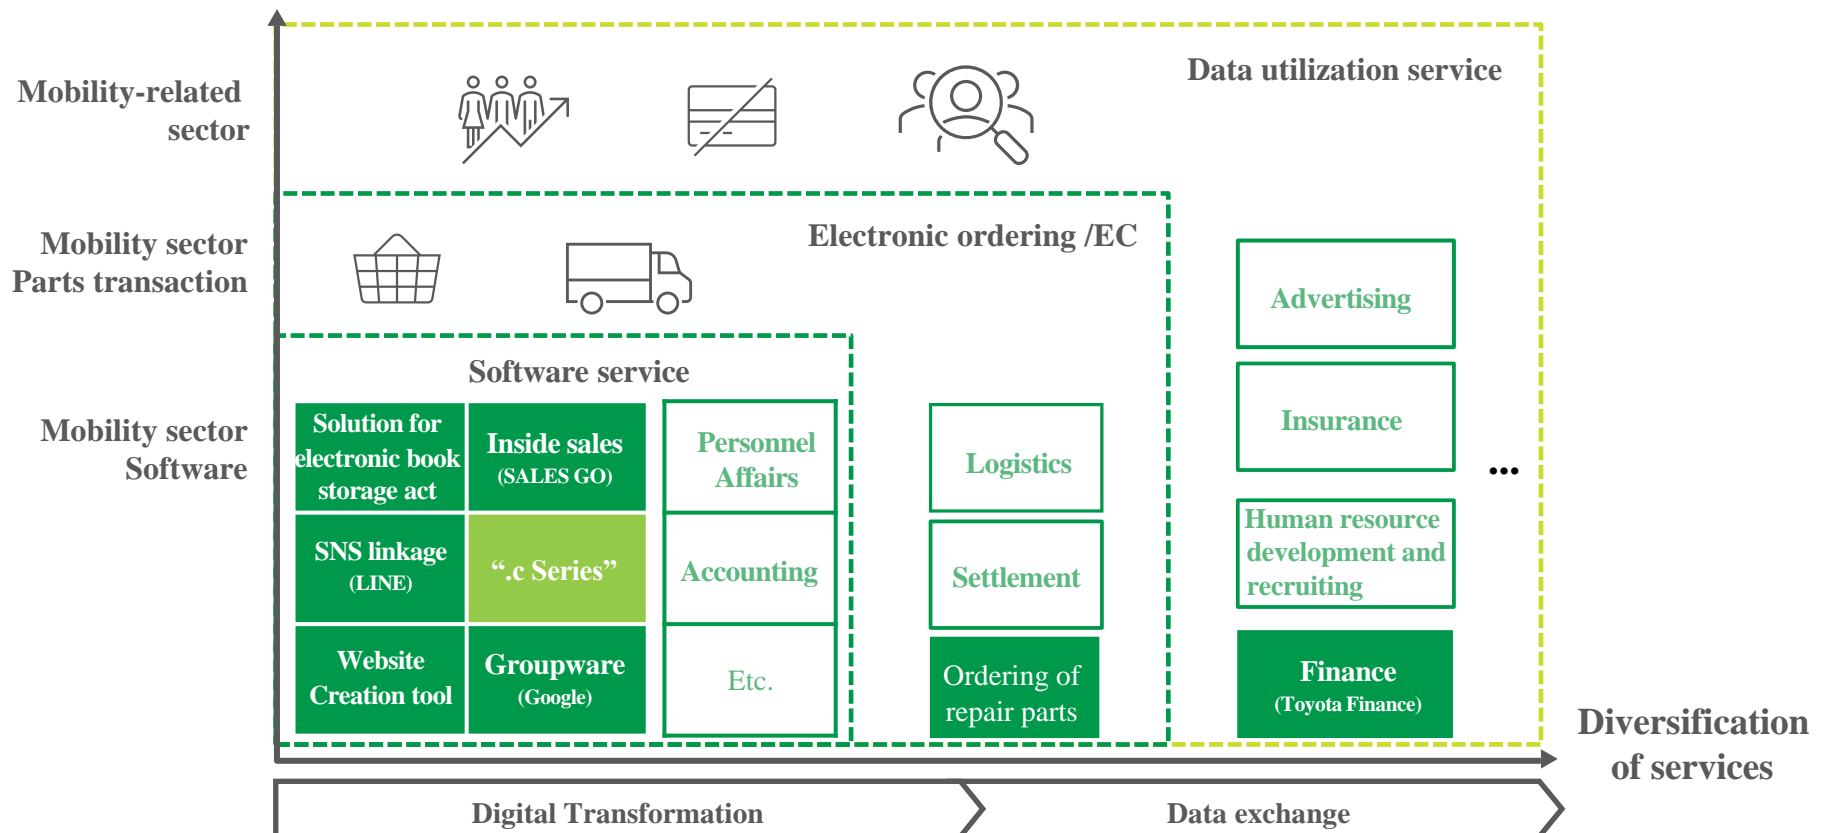 Data utilization service
Mobility-related
sector
Mobility sector
Parts transaction
Electronic ordering /EC
Advertising
Software service
Mobility sector
Software
Solution for
electronic book
storage act
Inside sales
(SALES GO)
Personnel
Affairs
Logistics
Insurance
...
SNS linkage
(LINE)
“.c Series”
Accounting
Settlement
Human resource
development and
recruiting
Website
Creation tool
Groupware
(Google)
Etc.
Ordering of
repair parts
Finance
(Toyota Finance)
Diversification
of services
Digital Transformation
Data exchange